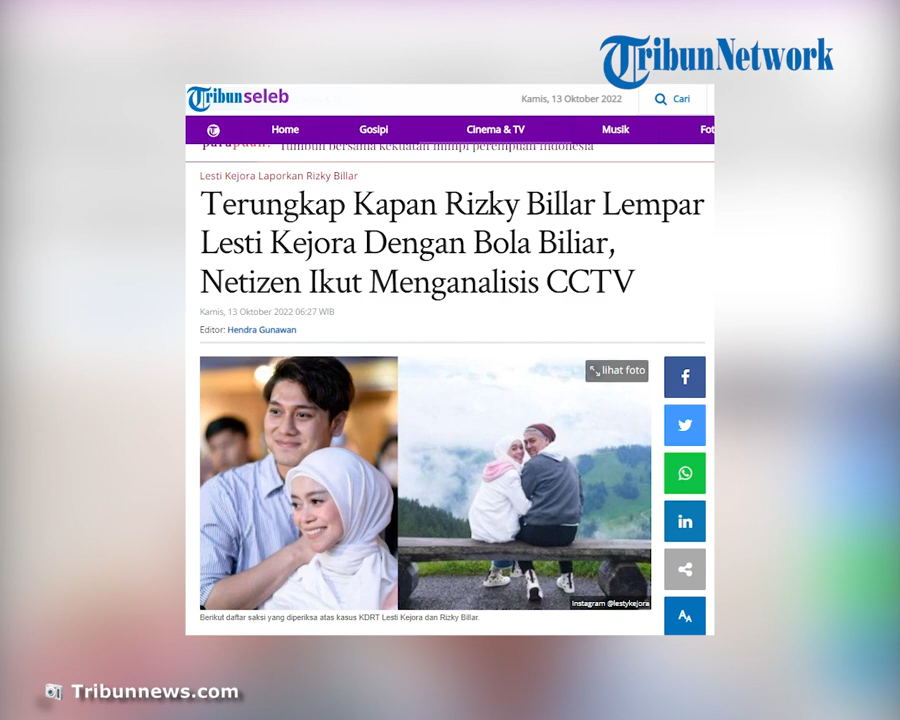 TribunNetwork
Tribunseleb
Kamis, 13 Oktober 2022
Cari
Home
Gosipi
Cinema & TV
Musik
Fot
Tumbuh bersama kekuatan mimpi perempuan Indonesia
Lesti Kejora Laporkan Rizky Billar
Terungkap Kapan Rizky Billar Lempar
Lesti Kejora Dengan Bola Biliar,
Netizen Ikut Menganalisis CCTV
Kamis, 13 Oktober 2022 06:27 WIB
Editor: Hendra Gunawan
lihat foto
Instagram @lestykejora
Berikut daftar saksi yang diperiksa atas kasus KDRT Lesti Kejora dan Rizky Billar.
AA
Tribunnews.com